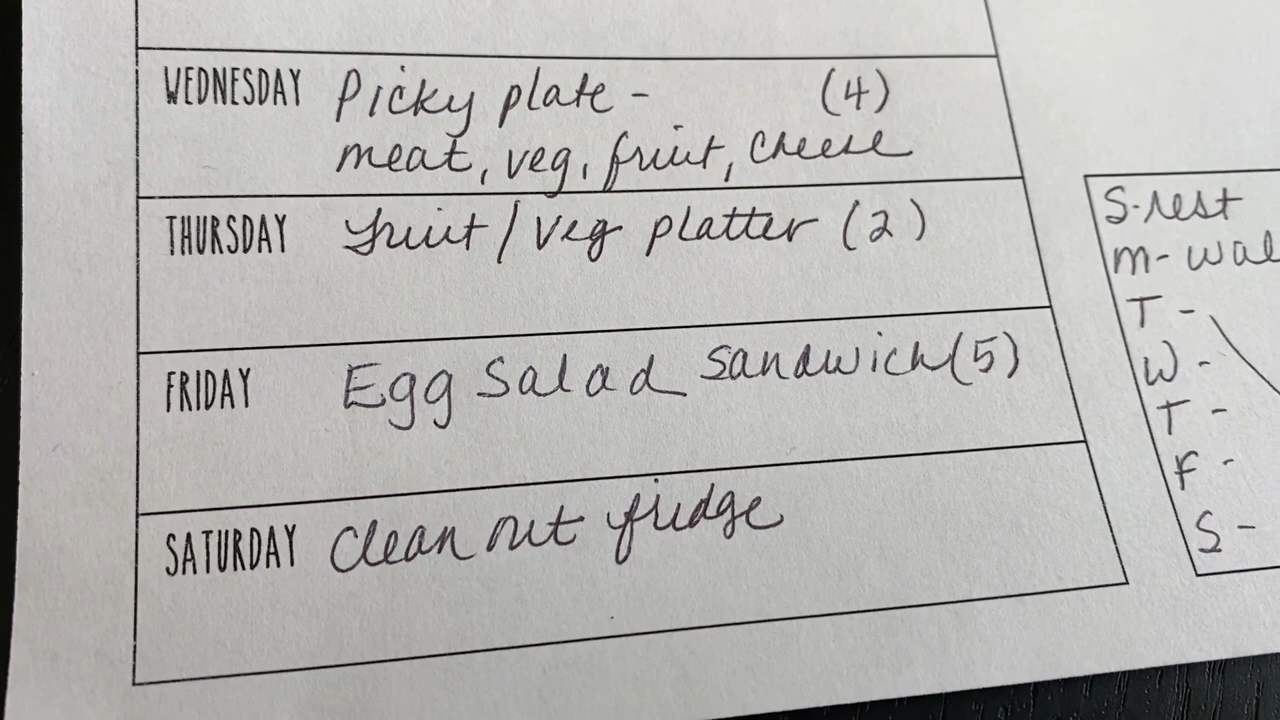 WEDNESDAY Picky plate - (4)
meat, veg, fruit, cheese
THURSDAY fruit / veg platter (2)
FRIDAY Egg Salad Sandwich (5)
SATURDAY Clean out fridge
S-rest
M-
T -
W -
T -
F -
S -